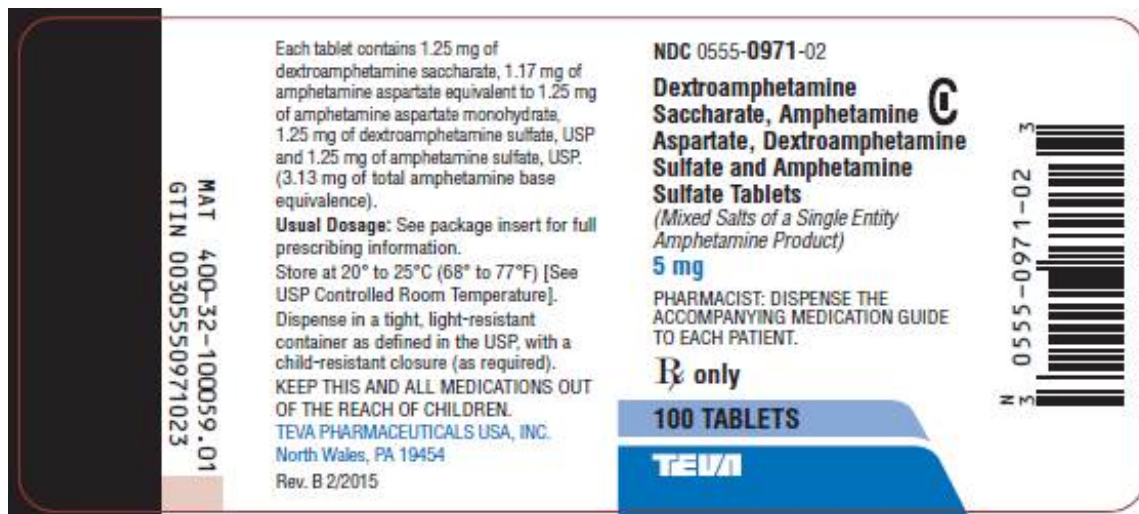 MAT 400-32-100059.01
GTIN 00305550971023
Each tablet contains 1.25 mg of
dextroamphetamine saccharate, 1.17 mg of
amphetamine aspartate equivalent to 1.25 mg
of amphetamine aspartate monohydrate,
1.25 mg of dextroamphetamine sulfate, USP
and 1.25 mg of amphetamine sulfate, USP.
(3.13 mg of total amphetamine base
equivalence).
Usual Dosage: See package insert for full
prescribing information.
Store at 20° to 25°C (68° to 77°F) [See
USP Controlled Room Temperature].
Dispense in a tight, light-resistant
container as defined in the USP, with a
child-resistant closure (as required).
KEEP THIS AND ALL MEDICATIONS OUT
OF THE REACH OF CHILDREN.
TEVA PHARMACEUTICALS USA, INC.
North Wales, PA 19454
Rev. B 2/2015
NDC 0555-0971-02
Dextroamphetamine
Saccharate, Amphetamine CII
Aspartate, Dextroamphetamine
Sulfate and Amphetamine
Sulfate Tablets
(Mixed Salts of a Single Entity
Amphetamine Product)
5 mg
PHARMACIST: DISPENSE THE
ACCOMPANYING MEDICATION GUIDE
TO EACH PATIENT.
℞ only
100 TABLETS
TEVA
N 3 0555-0971-02 3